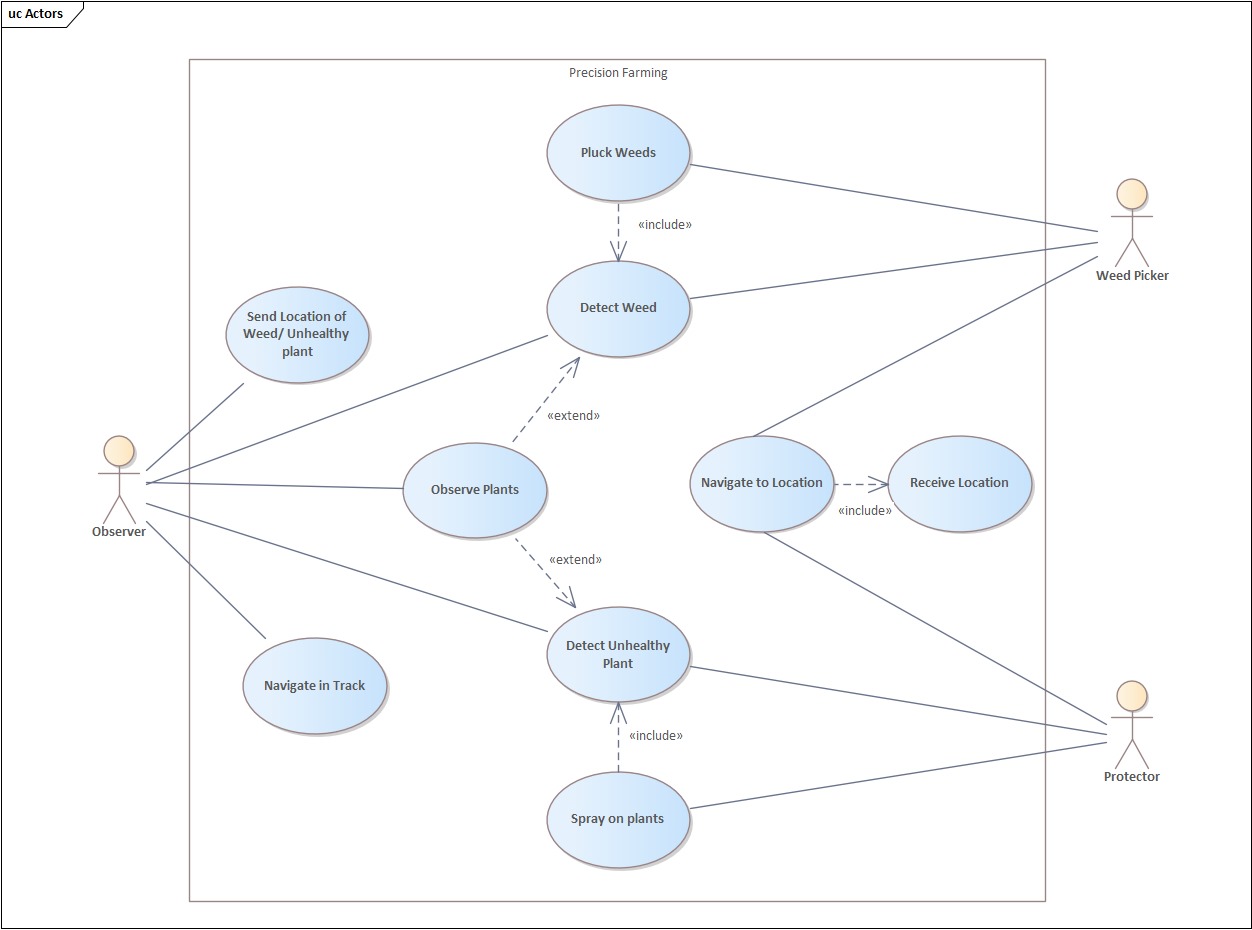 uc Actors
Precision Farming
Pluck Weeds
«include»
Weed Picker
Detect Weed
Send Location of
Weed/ Unhealthy
plant
«extend»
Observe Plants
Navigate to Location
Receive Location
«include»
Observer
«extend»
Detect Unhealthy
Plant
Navigate in Track
«include»
Protector
Spray on plants